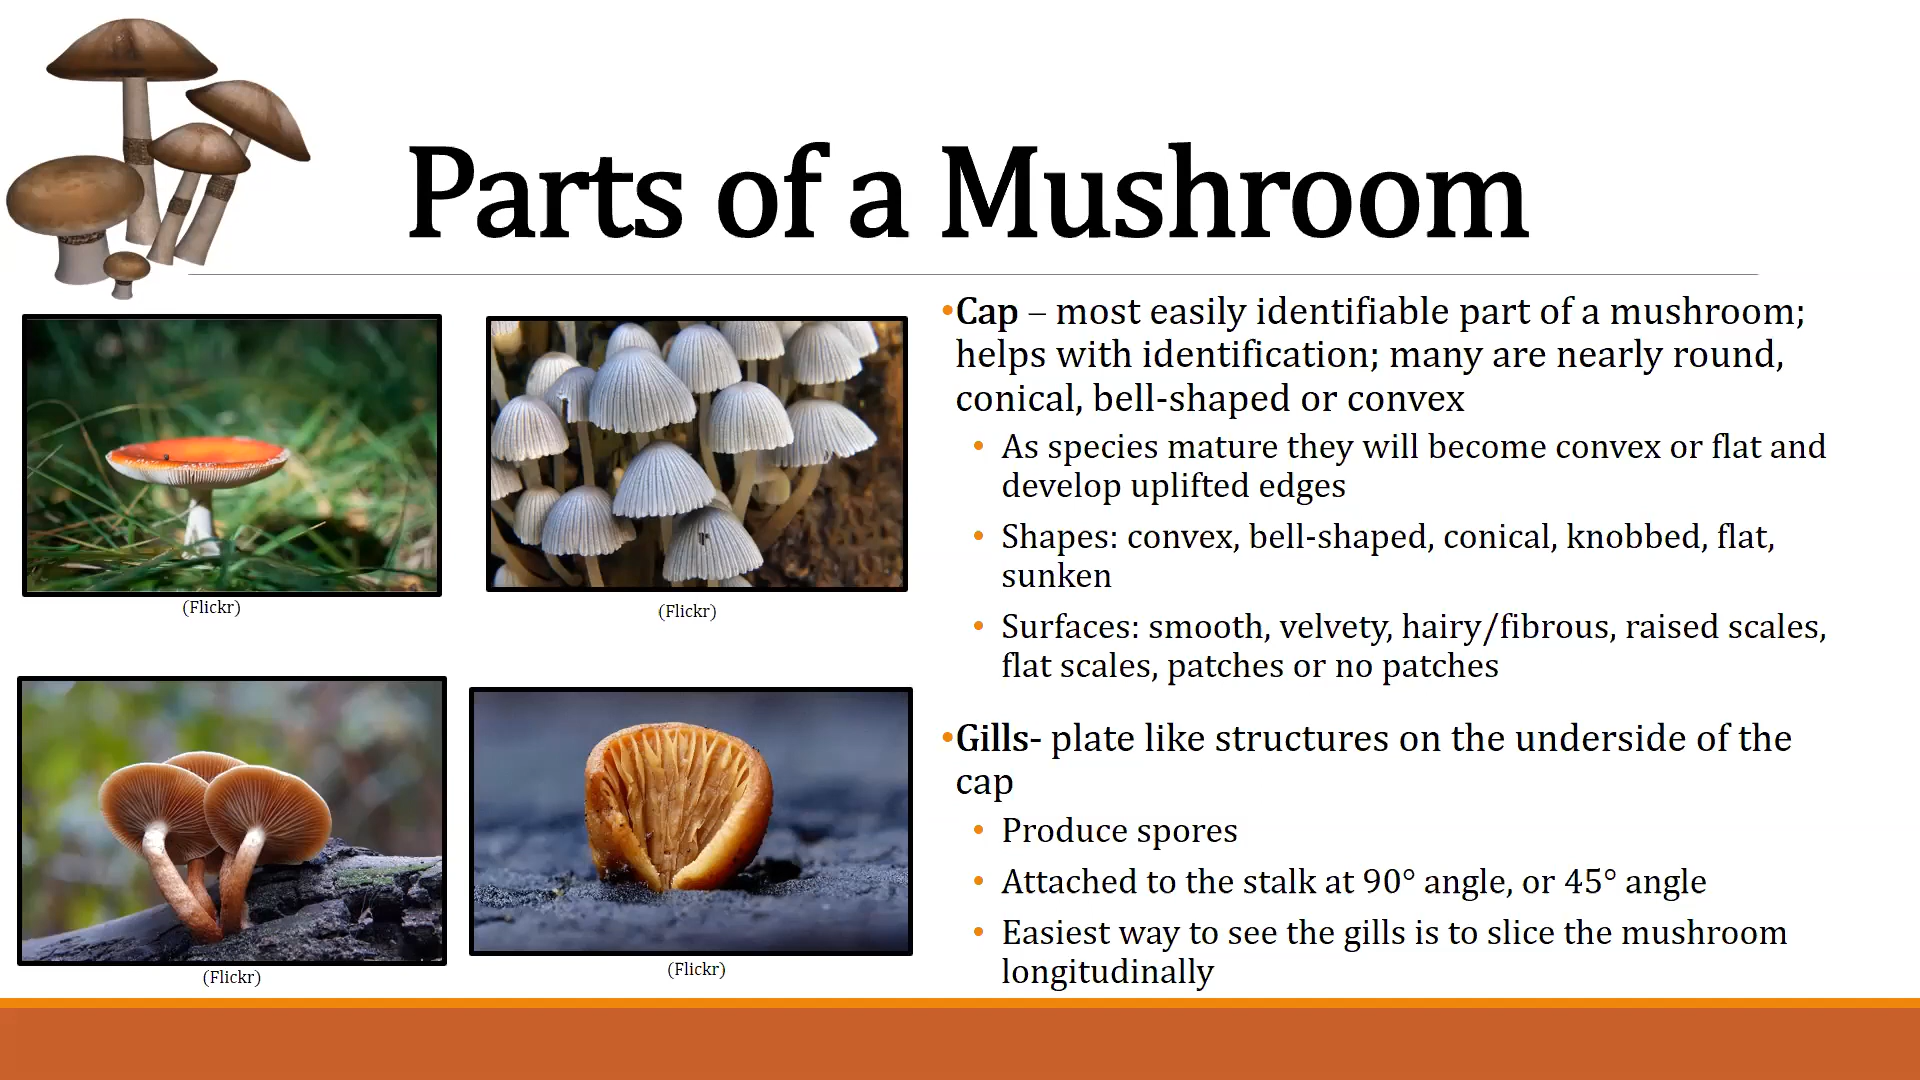 Parts of a Mushroom
(Flickr)
(Flickr)
(Flickr)
(Flickr)
•Cap – most easily identifiable part of a mushroom;
helps with identification; many are nearly round,
conical, bell-shaped or convex
• As species mature they will become convex or flat and
develop uplifted edges
• Shapes: convex, bell-shaped, conical, knobbed, flat,
sunken
• Surfaces: smooth, velvety, hairy/fibrous, raised scales,
flat scales, patches or no patches
•Gills- plate like structures on the underside of the
cap
• Produce spores
• Attached to the stalk at 90° angle, or 45° angle
• Easiest way to see the gills is to slice the mushroom
longitudinally